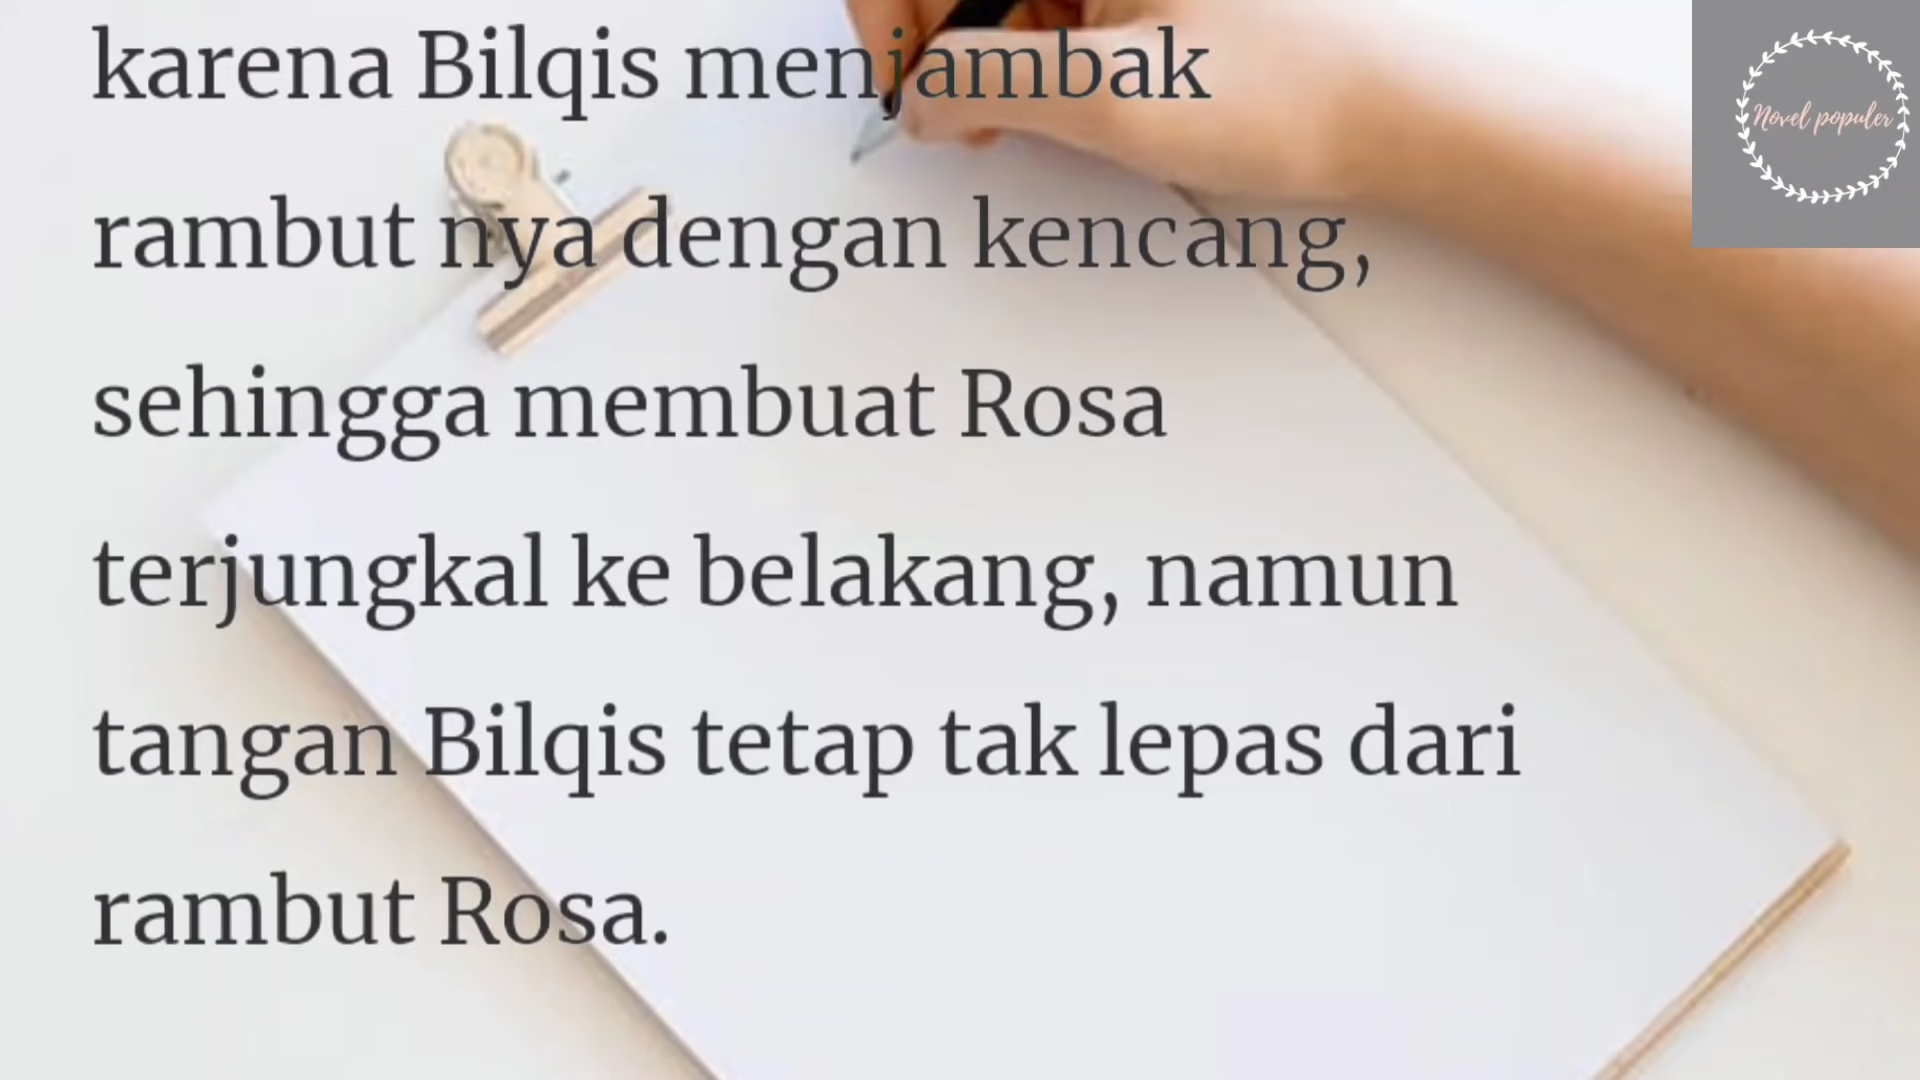 karena Bilqis menjambak
rambut nya dengan kencang,
sehingga membuat Rosa
terjungkal ke belakang, namun
tangan Bilqis tetap tak lepas dari
rambut Rosa.
Novel populer